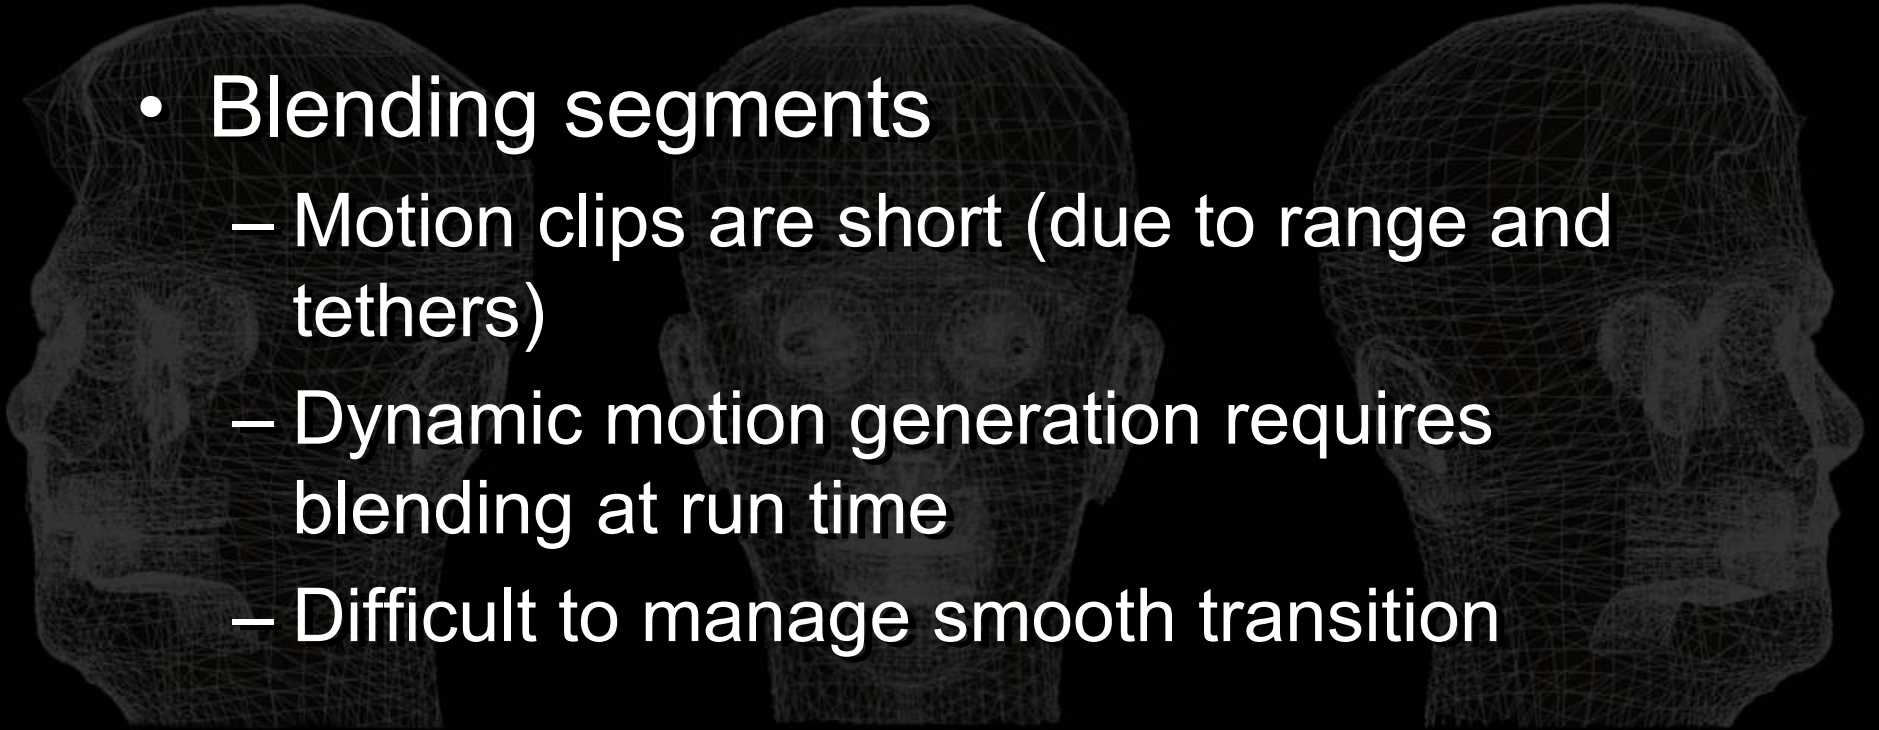 • Blending segments
– Motion clips are short (due to range and
tethers)
– Dynamic motion generation requires
blending at run time
– Difficult to manage smooth transition